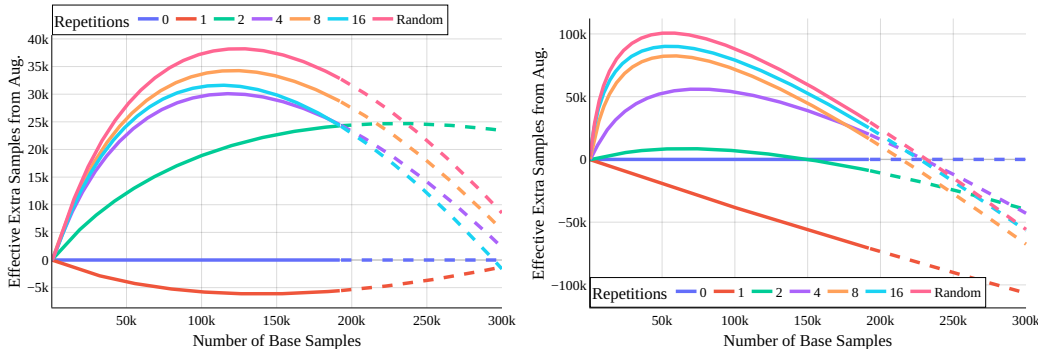 Repetitions 0 1 2 4 8 16 Random
Effective Extra Samples from Aug.
40k
35k
30k
25k
20k
15k
10k
5k
0
−5k
50k 100k 150k 200k 250k 300k
Number of Base Samples
Effective Extra Samples from Aug.
100k
50k
0
−50k
−100k
Repetitions 0 1 2 4 8 16 Random
50k 100k 150k 200k 250k 300k
Number of Base Samples